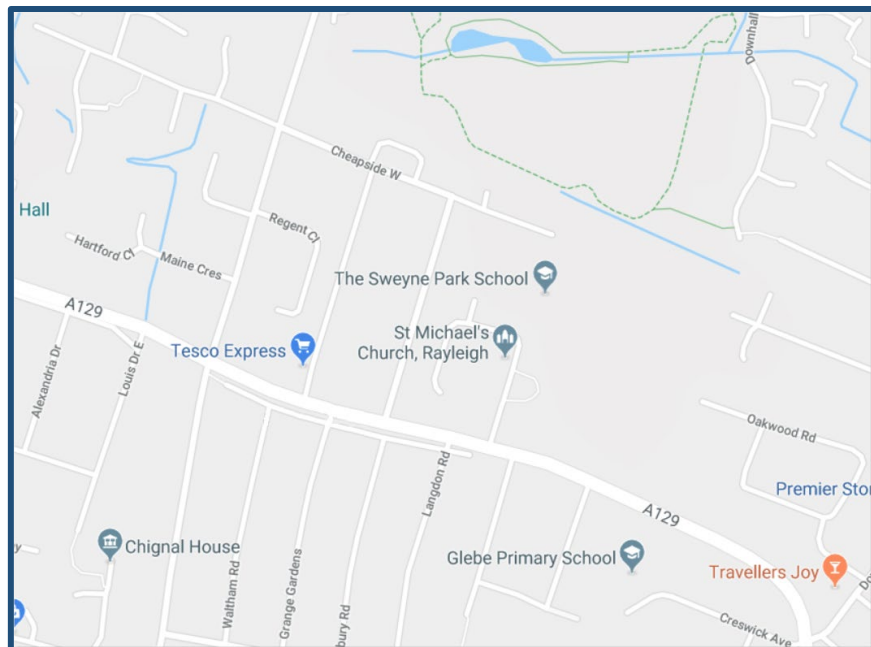 Downhall
Cheapside W
Hall
Regent Cl
Hartford Cl
Maine Cres
The Sweyne Park School
A129
St Michael's
Church, Rayleigh
Tesco Express
Alexandria Dr
Louis Dr E
Oakwood Rd
Langdon Rd
Premier Stor
A129
Chignal House
Glebe Primary School
Travellers Joy
Waltham Rd
Grange Gardens
bury Rd
Do
Creswick Ave